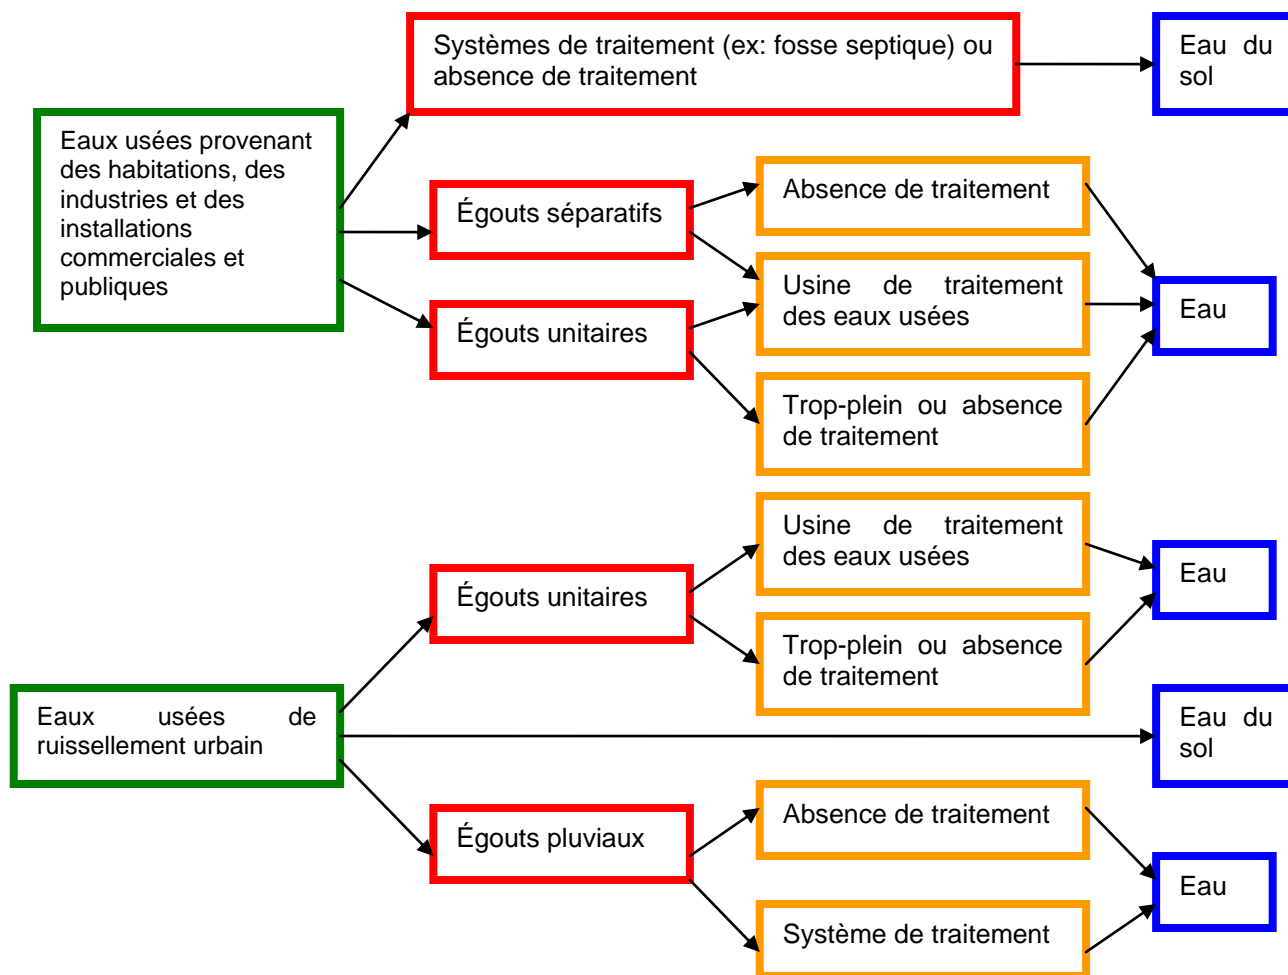 Systèmes de traitement (ex: fosse septique) ou
absence de traitement
Eau du
sol
Eaux usées provenant
des habitations, des
industries et des
installations
commerciales et
publiques
Égouts séparatifs
Absence de traitement
Usine de traitement
des eaux usées
Eau
Égouts unitaires
Trop-plein ou absence
de traitement
Usine de traitement
des eaux usées
Eau
Égouts unitaires
Trop-plein ou absence
de traitement
Eaux usées de
ruissellement urbain
Eau du
sol
Absence de traitement
Égouts pluviaux
Eau
Système de traitement